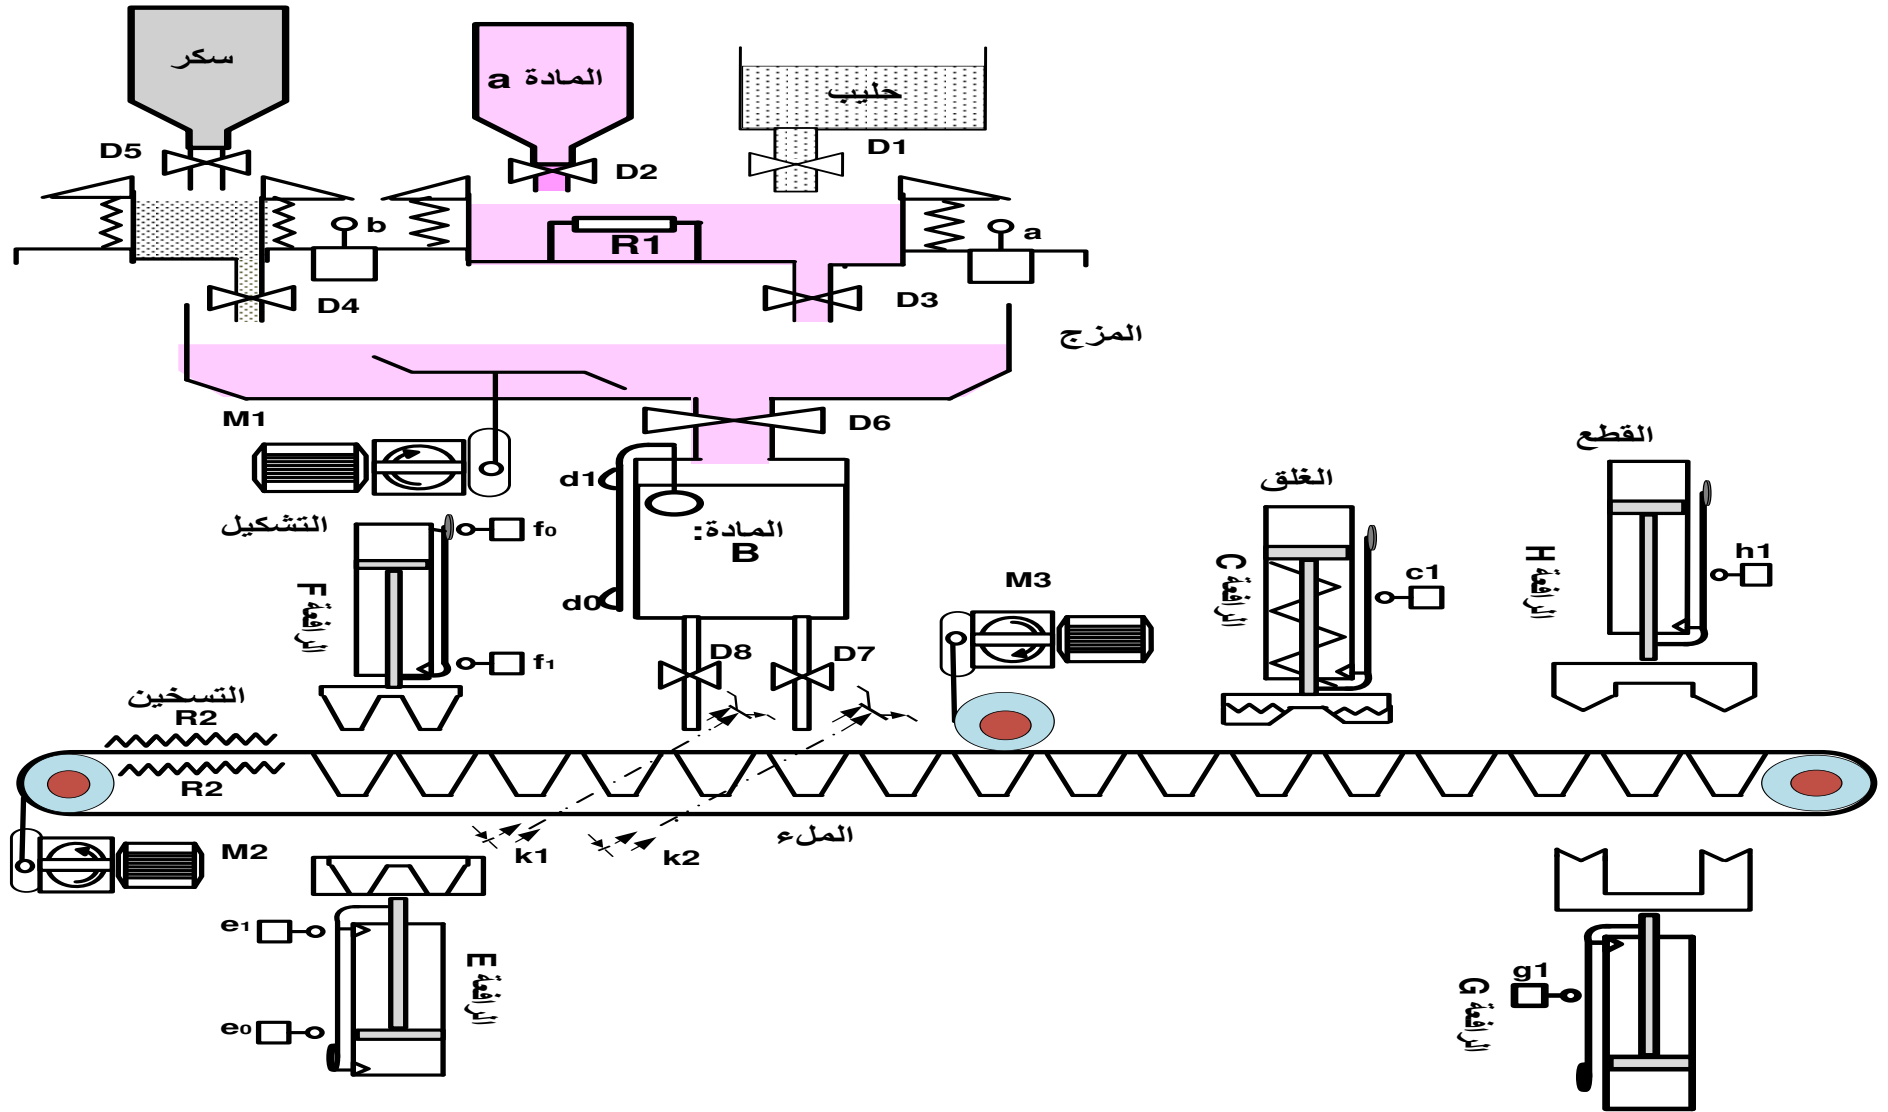 سكر
المادة a
حليب
D5
D2
D1
b
R1
a
D4
D3
المزج
M1
D6
القطع
d1
الغلق
التشكيل
f0
المادة:
B
H الرافعة
h1
C الرافعة
c1
M3
F الرافعة
d0
f1
D8
D7
التسخين
R2
R2
الملء
M2
k1
k2
e1
E الرافعة
e0
g1
G الرافعة